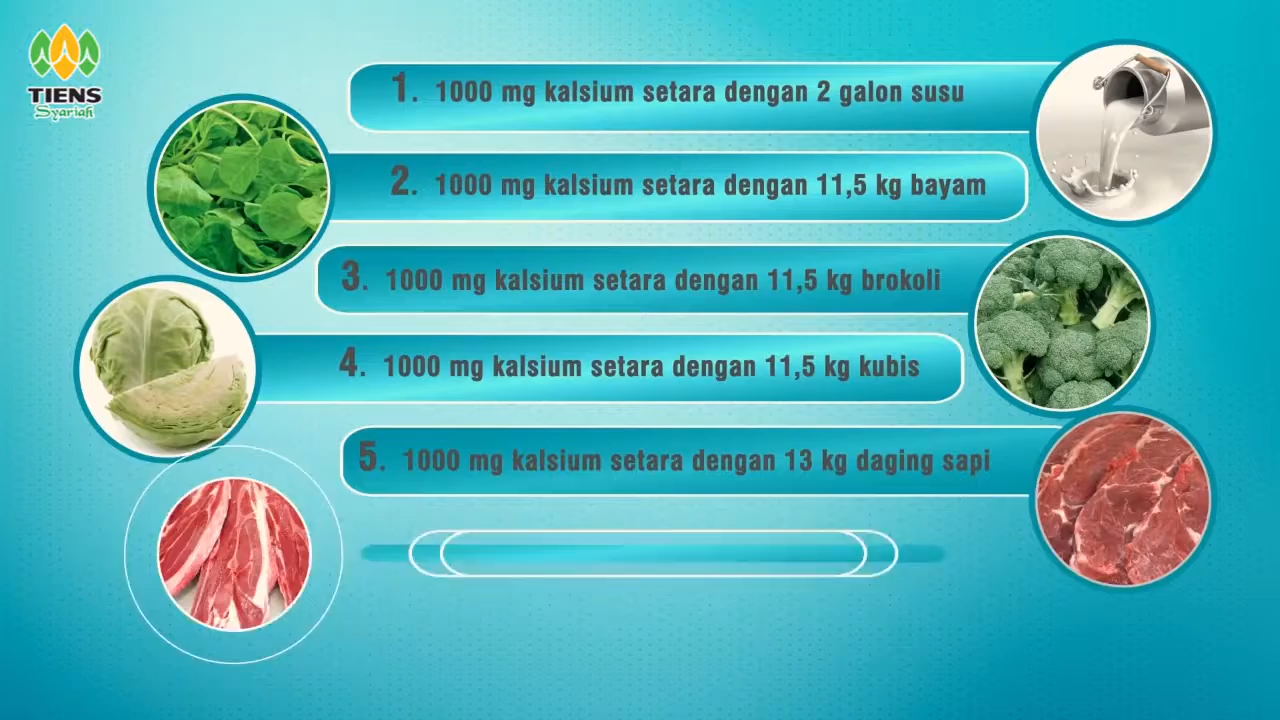 TIENS
Syariah
1. 1000 mg kalsium setara dengan 2 galon susu
2. 1000 mg kalsium setara dengan 11,5 kg bayam
3. 1000 mg kalsium setara dengan 11,5 kg brokoli
4. 1000 mg kalsium setara dengan 11,5 kg kubis
5. 1000 mg kalsium setara dengan 13 kg daging sapi